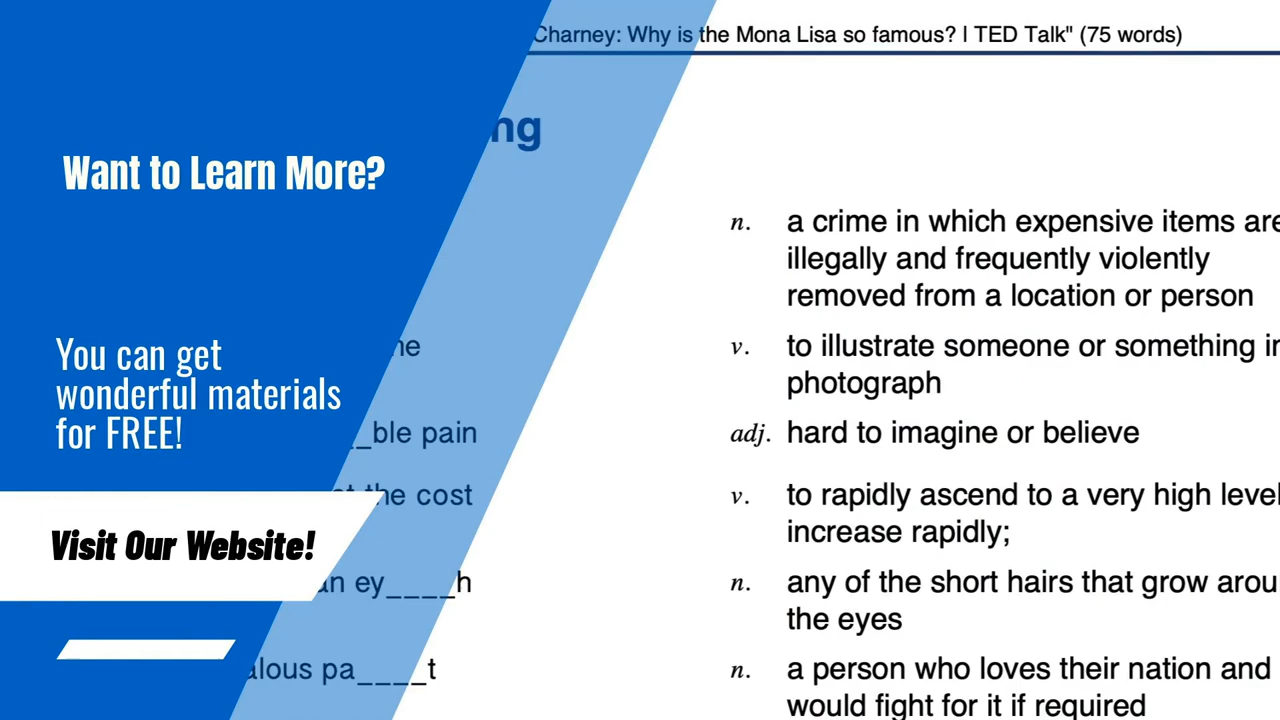 Charney: Why is the Mona Lisa so famous? | TED Talk" (75 words)
ng
Want to Learn More?
You can get
wonderful materials
for FREE!
Visit Our Website!
n. a crime in which expensive items are
illegally and frequently violently
removed from a location or person
he
v. to illustrate someone or something in
photograph
_ble pain
adj. hard to imagine or believe
the cost
v. to rapidly ascend to a very high level
increase rapidly;
an ey____h
n. any of the short hairs that grow arou
the eyes
alous pa____t
n. a person who loves their nation and
would fight for it if required